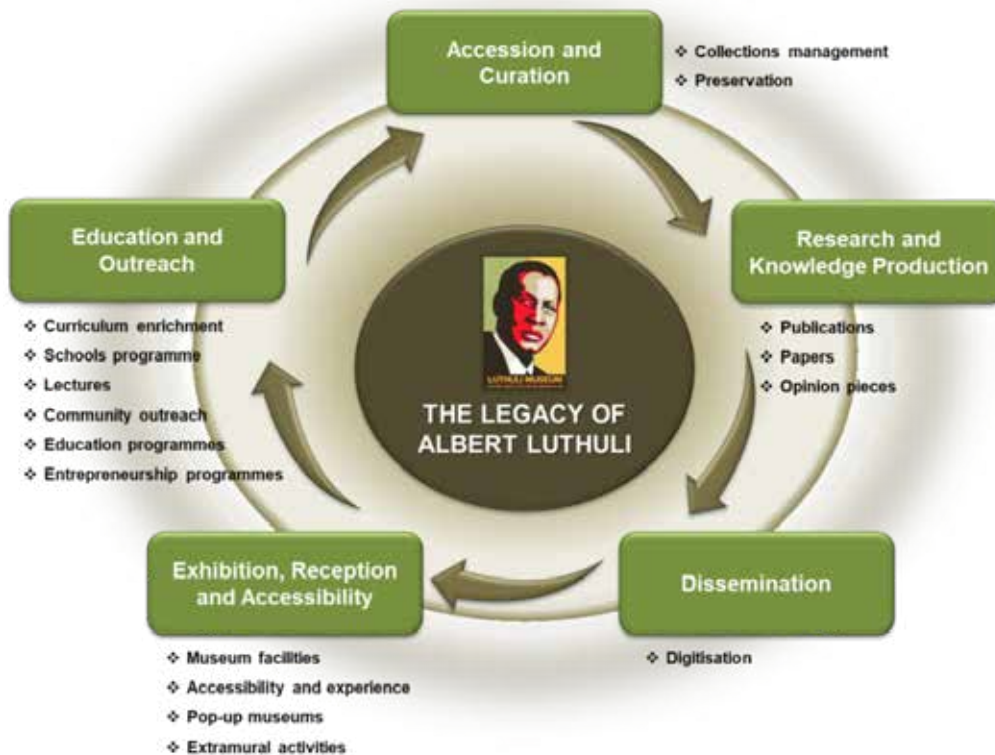 Accession and
Curation
❖ Collections management
❖ Preservation
Research and
Knowledge Production
❖ Publications
❖ Papers
❖ Opinion pieces
Dissemination
❖ Digitisation
Exhibition, Reception
and Accessibility
❖ Museum facilities
❖ Accessibility and experience
❖ Pop-up museums
❖ Extramural activities
Education and
Outreach
❖ Curriculum enrichment
❖ Schools programme
❖ Lectures
❖ Community outreach
❖ Education programmes
❖ Entrepreneurship programmes
LUTHULI MUSEUM
THE LEGACY OF
ALBERT LUTHULI